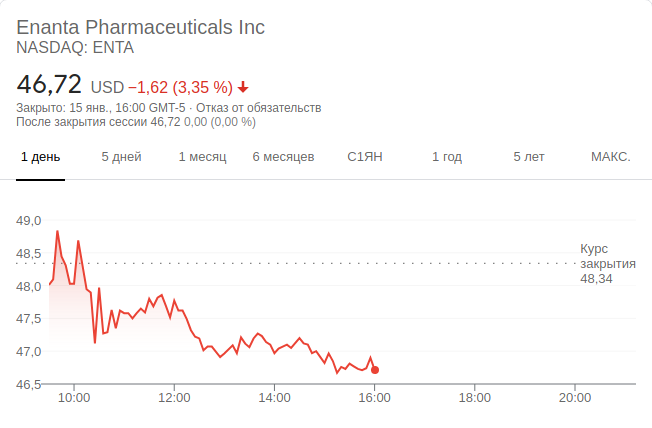 Enanta Pharmaceuticals Inc
NASDAQ: ENTA
46,72 USD −1,62 (3,35 %)
Закрыто: 15 янв., 16:00 GMT-5 · Отказ от обязательств
После закрытия сессии 46,72 0,00 (0,00 %)
1 день 5 дней 1 месяц 6 месяцев С1ЯН 1 год 5 лет МАКС.
49,0
48,5
48,0
47,5
47,0
46,5
Курс
закрытия
48,34
10:00 12:00 14:00 16:00 18:00 20:00